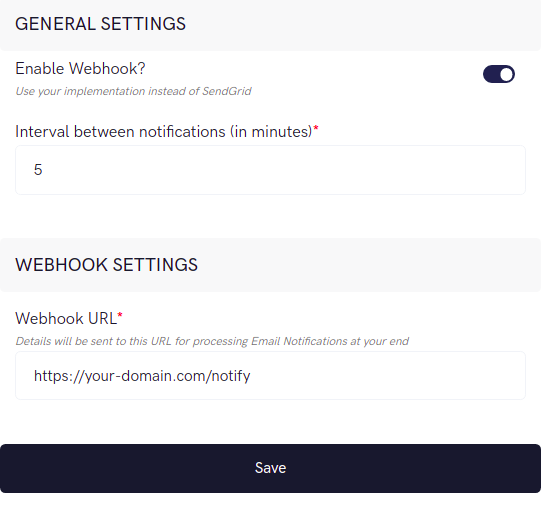 GENERAL SETTINGS
Enable Webhook?
Use your implementation instead of SendGrid
Interval between notifications (in minutes)*
5
WEBHOOK SETTINGS
Webhook URL*
Details will be sent to this URL for processing Email Notifications at your end
https://your-domain.com/notify
Save